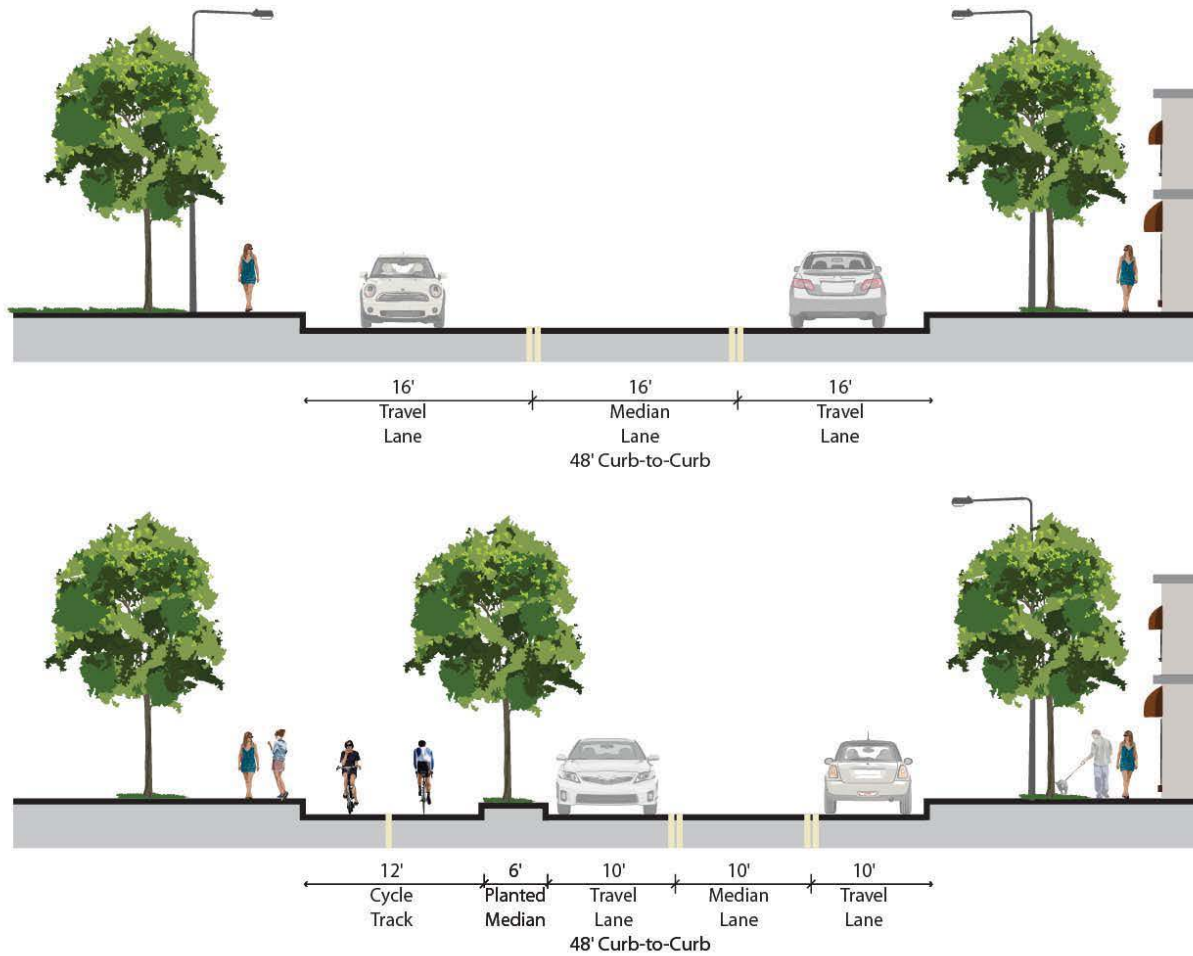 16' 16' 16'
Travel Median Travel
Lane Lane Lane
48' Curb-to-Curb
12' 6' 10' 10' 10'
Cycle Planted Travel Median Travel
Track Median Lane Lane Lane
48' Curb-to-Curb